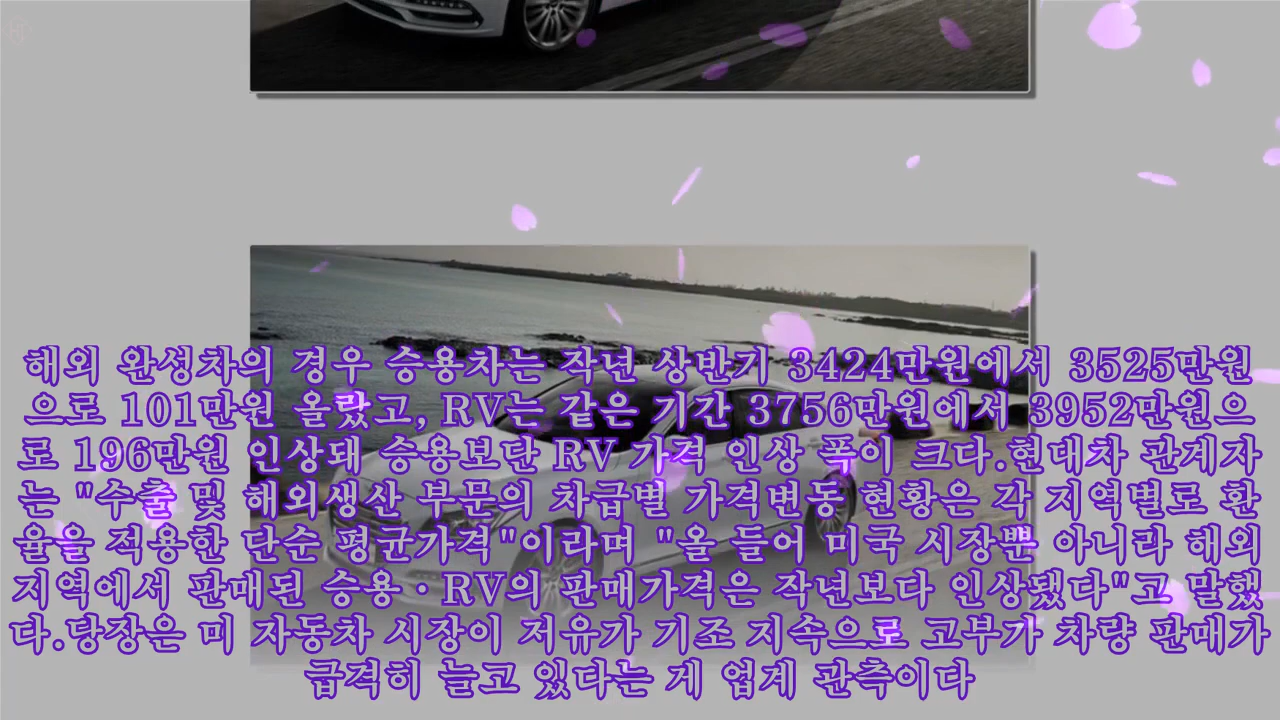 해외 완성차의 경우 승용차는 작년 상반기 3424만원에서 3525만원
으로 101만원 올랐고, RV는 같은 기간 3756만원에서 3952만원으
로 196만원 인상돼 승용보단 RV 가격 인상 폭이 크다.현대차 관계자
는 "수출 및 해외생산 부문의 차급별 가격변동 현황은 각 지역별로 환
율을 적용한 단순 평균가격"이라며 "올 들어 미국 시장뿐 아니라 해외
지역에서 판매된 승용·RV의 판매가격은 작년보다 인상됐다"고 말했
다.당장은 미 자동차 시장이 저유가 기조 지속으로 고부가 차량 판매가
급격히 늘고 있다는 게 업계 관측이다